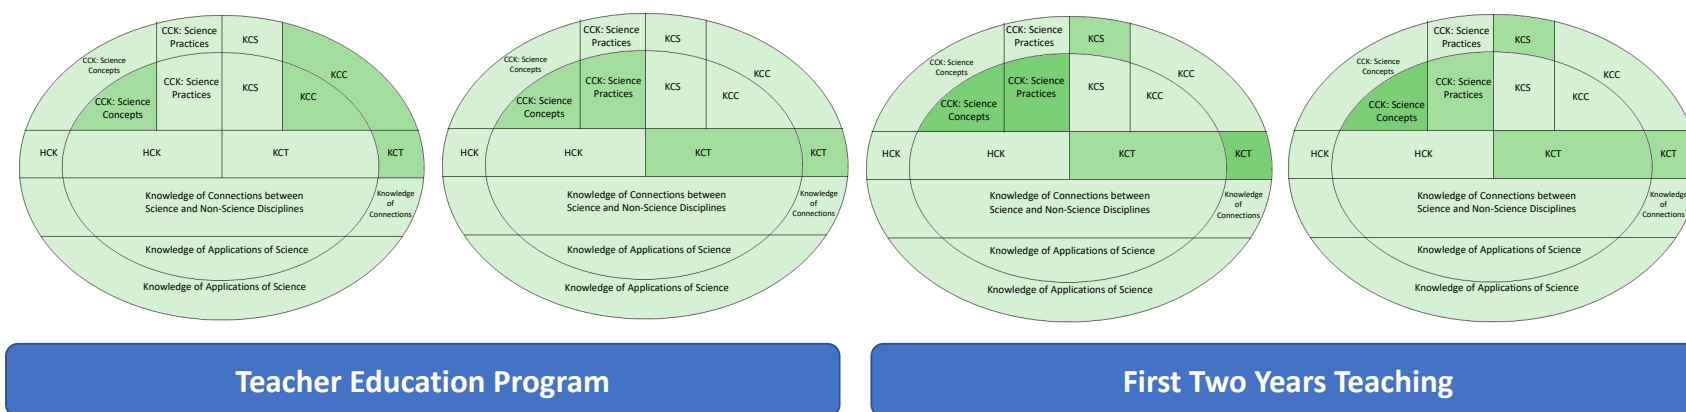 CCK: Science
Practices
KCS
CCK: Science
Concepts
KCC
CCK: Science
Practices
KCS
KCC
CCK: Science
Concepts
HCK
HCK
KCT
KCT
Knowledge of Connections between
Science and Non-Science Disciplines
Knowledge
of
Connections
Knowledge of Applications of Science
Knowledge of Applications of Science
CCK: Science
Practices
KCS
CCK: Science
Concepts
KCC
CCK: Science
Practices
KCS
KCC
CCK: Science
Concepts
HCK
HCK
KCT
KCT
Knowledge of Connections between
Science and Non-Science Disciplines
Knowledge
of
Connections
Knowledge of Applications of Science
Knowledge of Applications of Science
Teacher Education Program
CCK: Science
Practices
KCS
CCK: Science
Concepts
KCC
CCK: Science
Practices
KCS
KCC
CCK: Science
Concepts
HCK
HCK
KCT
KCT
Knowledge of Connections between
Science and Non-Science Disciplines
Knowledge
of
Connections
Knowledge of Applications of Science
Knowledge of Applications of Science
CCK: Science
Practices
KCS
CCK: Science
Concepts
KCC
CCK: Science
Practices
KCS
KCC
CCK: Science
Concepts
HCK
HCK
KCT
KCT
Knowledge of Connections between
Science and Non-Science Disciplines
Knowledge
of
Connections
Knowledge of Applications of Science
Knowledge of Applications of Science
First Two Years Teaching